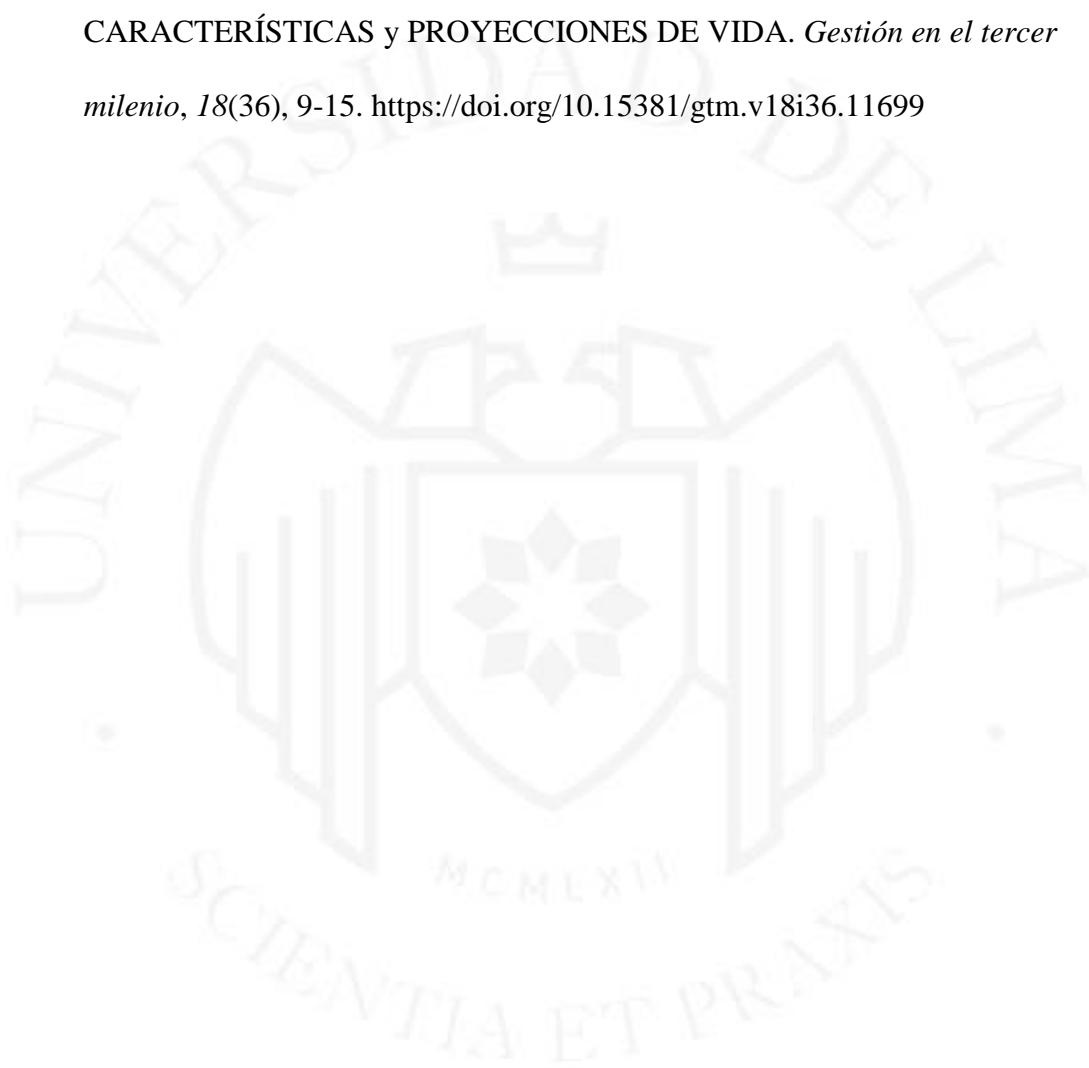 CARACTERÍSTICAS y PROYECCIONES DE VIDA. Gestión en el tercer
milenio, 18(36), 9-15. https://doi.org/10.15381/gtm.v18i36.11699
UNIVERSIDAD DE LIMA
MCMLXII
SCIENTIA ET PRAXIS